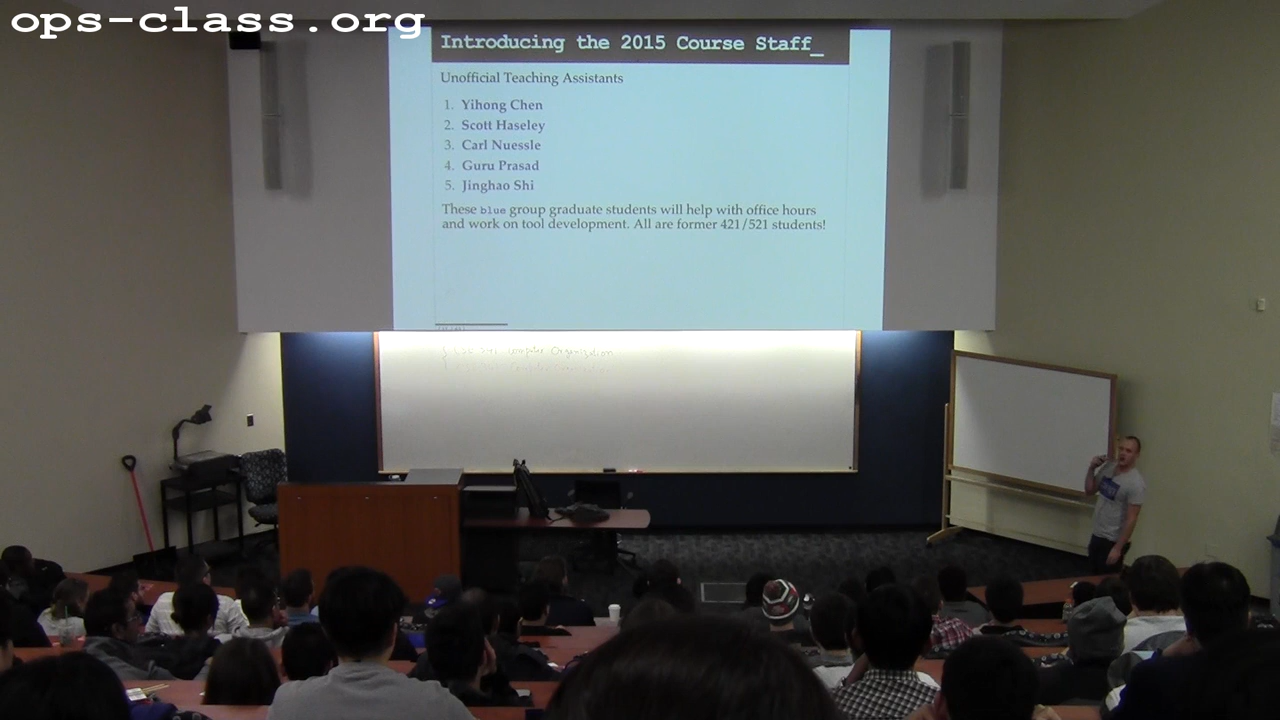 ops-class.org
Introducing the 2015 Course Staff_
Unofficial Teaching Assistants
1. Yihong Chen
2. Scott Haseley
3. Carl Nuessle
4. Guru Prasad
5. Jinghao Shi
These blue group graduate students will help with office hours
and work on tool development. All are former 421/521 students!
Computer Organization